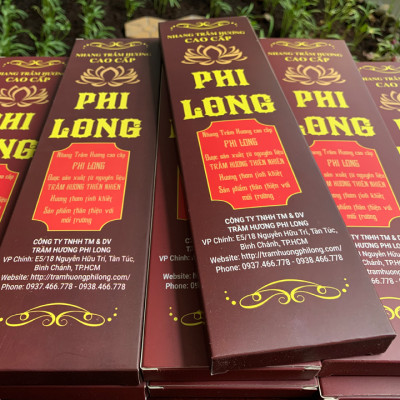 NHANG TRẦM HƯƠNG
CAO CẤP
PHI
LONG
Nhang Trầm Hương cao cấp
PHI LONG
Được sản xuất từ nguyên liệu
TRẦM HƯƠNG THIÊN NHIÊN
Hương thơm tinh khiết
Sản phẩm thân thiện với
môi trường
CÔNG TY TNHH TM & DV
TRẦM HƯƠNG PHI LONG
VP Chính: E5/18 Nguyễn Hữu Trí, Tân Túc,
Bình Chánh, TP.HCM
Website: http://tramhuongphilong.com/
Phone: 0937.466.778 - 0938.466.778